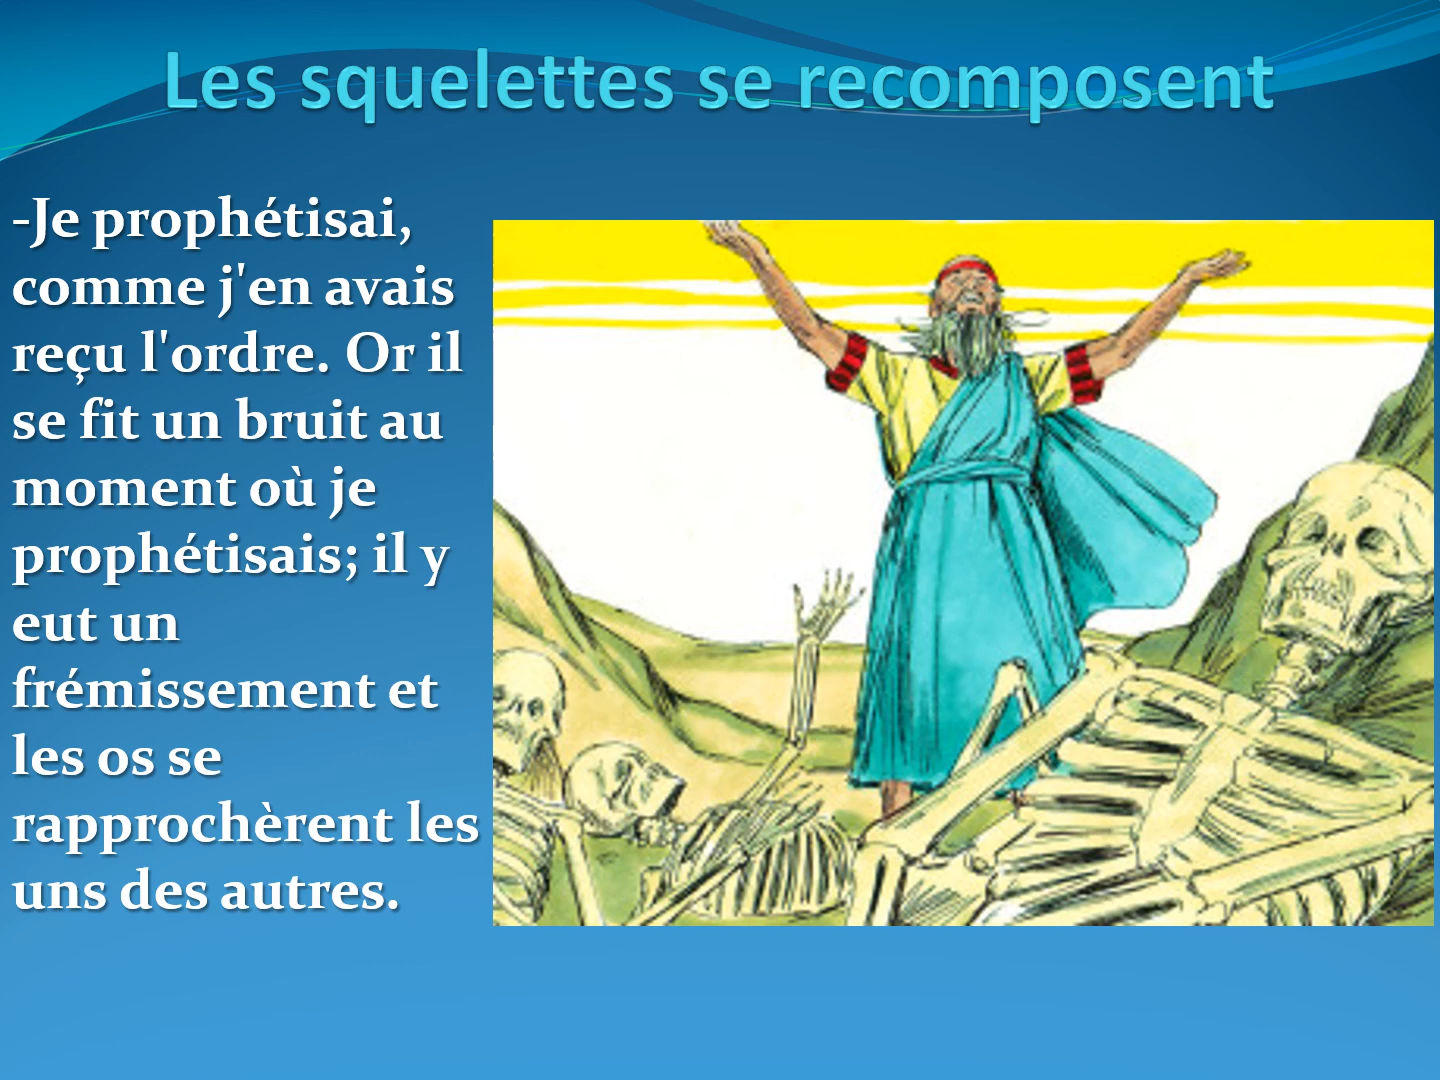 Les squelettes se recomposent
-Je prophétisai,
comme j'en avais
reçu l'ordre. Or il
se fit un bruit au
moment où je
prophétisais; il y
eut un
frémissement et
les os se
rapprochèrent les
uns des autres.